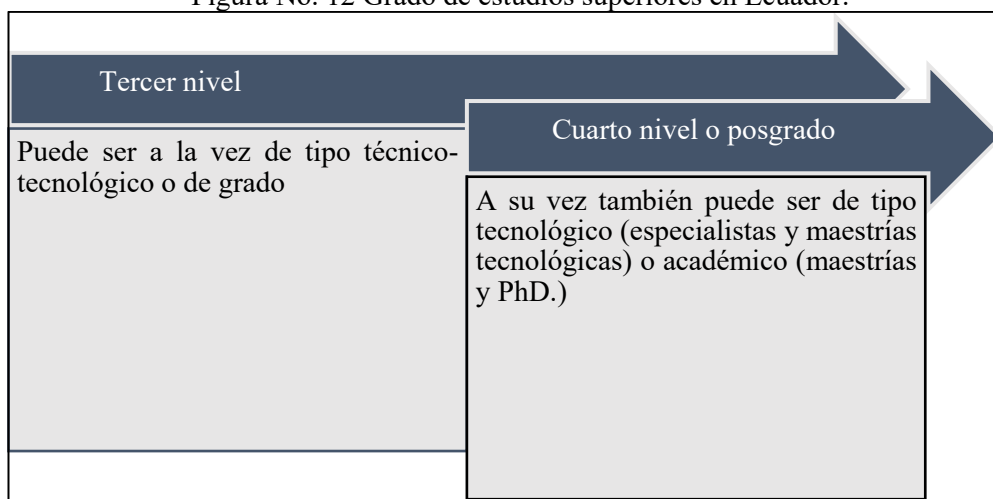 Figura No. 12 Grado de estudios superiores en Ecuador.
Tercer nivel
Puede ser a la vez de tipo técnico-
tecnológico o de grado
Cuarto nivel o posgrado
A su vez también puede ser de tipo
tecnológico (especialistas y maestrías
tecnológicas) o académico (maestrías
y PhD.)